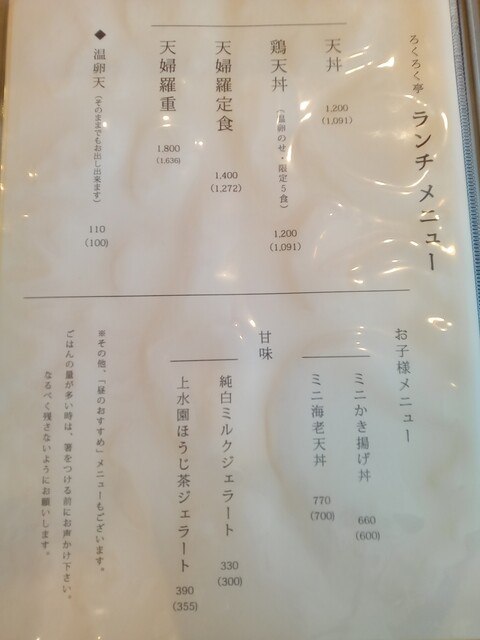 ろくろく亭 ランチメニュー
天丼 1,200 (1,091)
鶏天丼 (温卵のせ・限定5食) 1,200 (1,091)
天婦羅定食 1,400 (1,272)
天婦羅重 1,800 (1,636)
◆ 温卵天 (そのままでもお出し出来ます) 110 (100)
お子様メニュー
ミニかき揚げ丼 660 (600)
ミニ海老天丼 770 (700)
甘味
純白ミルクジェラート 330 (300)
上水園ほうじ茶ジェラート 390 (355)
※その他、「昼のおすすめ」メニューもございます。
ごはんの量が多い時は、箸をつける前にお声かけ下さい。
なるべく残さないようにお願いします。